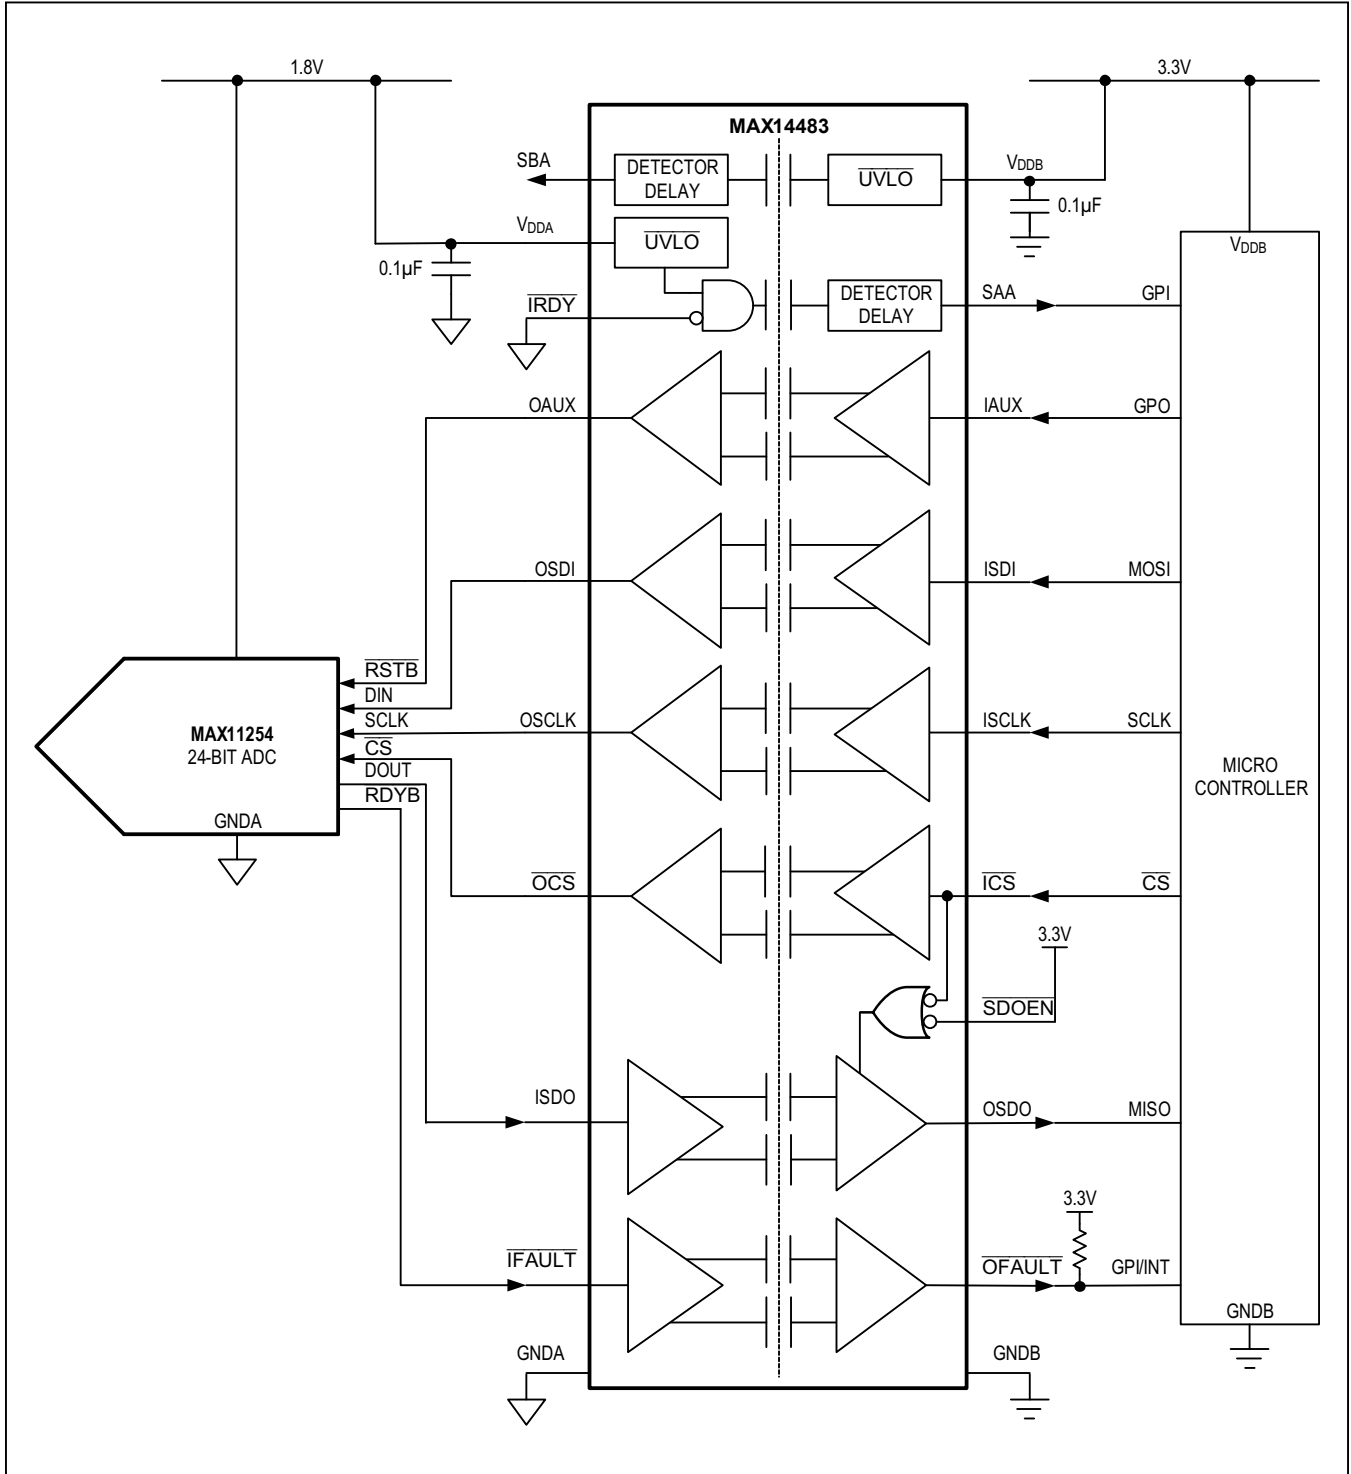 1.8V
3.3V
MAX14483
SBA
DETECTOR
DELAY
UVLO
VDDB
0.1µF
VDDA
UVLO
0.1µF
VDDB
IRDY
DETECTOR
DELAY
SAA
GPI
OAUX
IAUX
GPO
OSDI
ISDI
MOSI
RSTB
DIN
SCLK
CS
DOUT
RDYB
MAX11254
24-BIT ADC
GNDA
OSCLK
ISCLK
SCLK
MICRO
CONTROLLER
OCS
ICS
CS
3.3V
SDOEN
ISDO
OSDO
MISO
3.3V
IFAULT
OFAULT
GPI/INT
GNDB
GNDA
GNDB